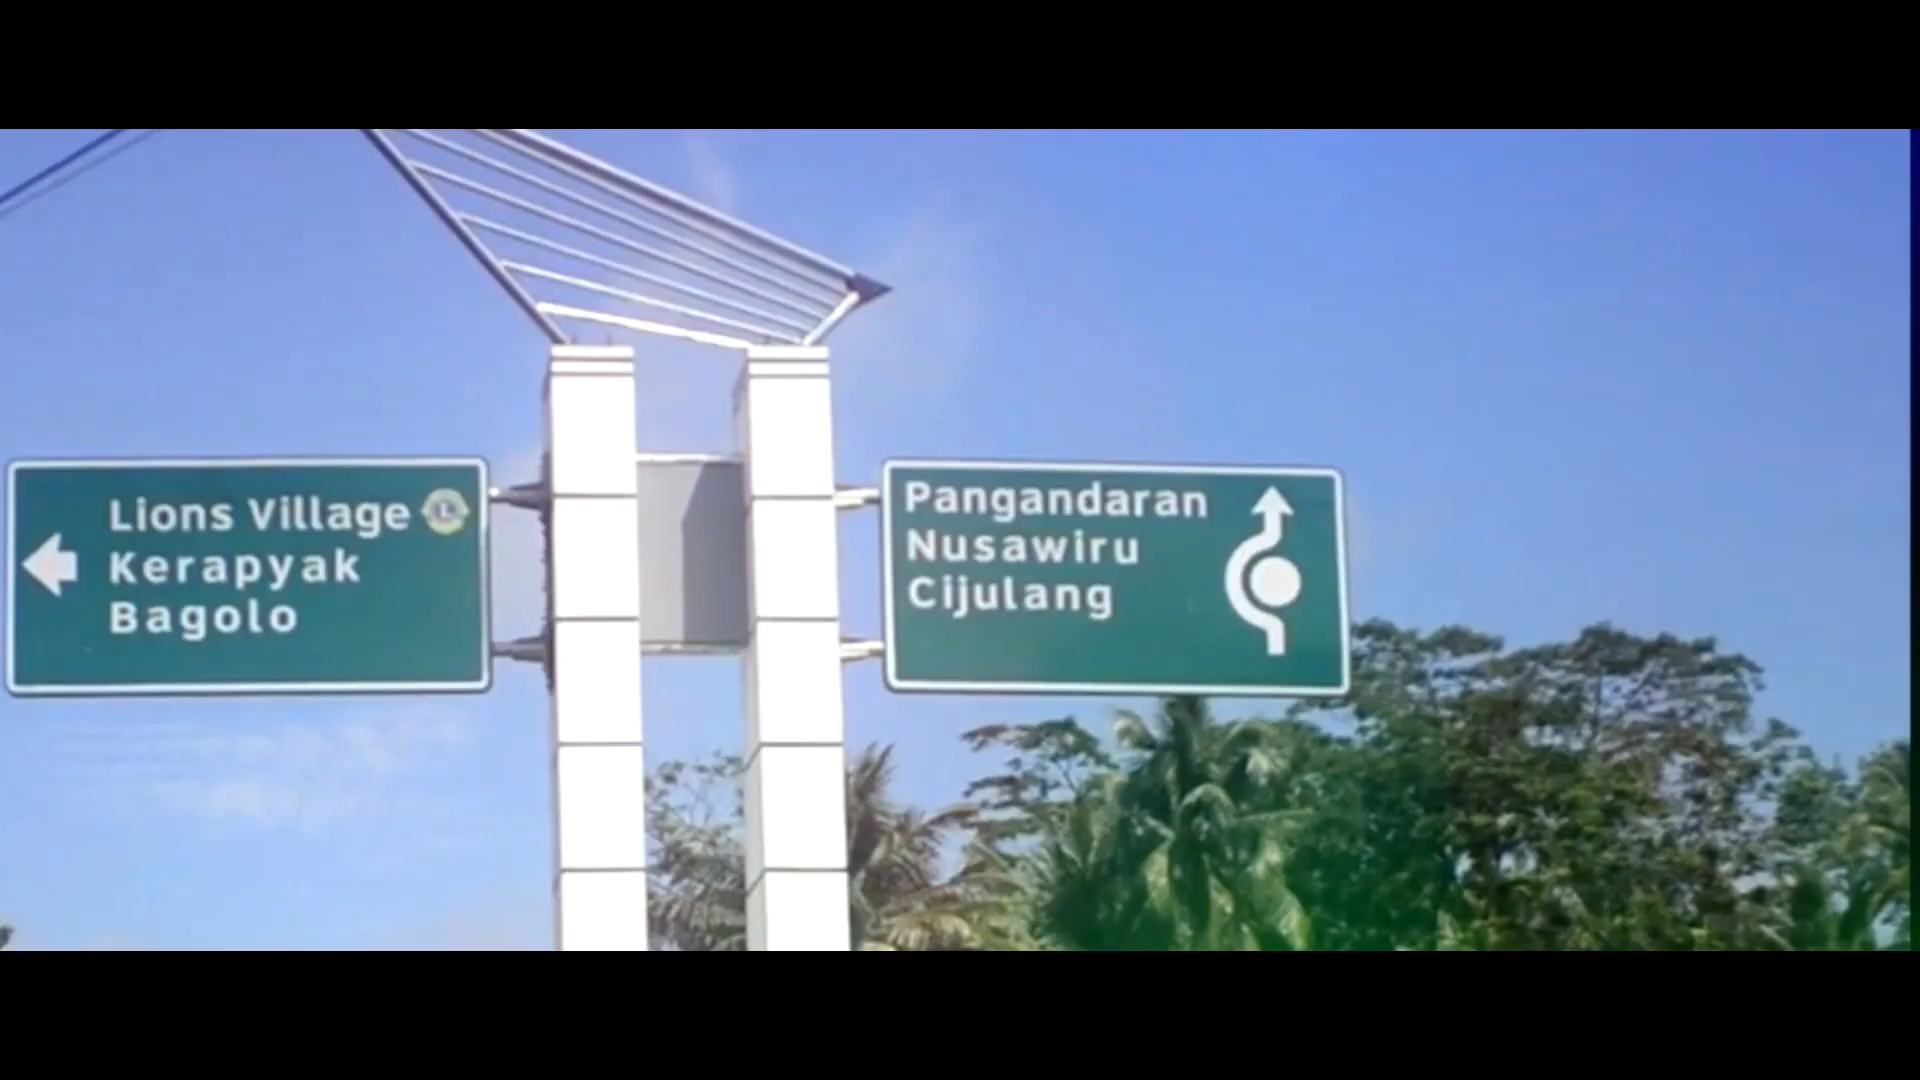 Lions Village
Kerapyak
Bagolo
Pangandaran
Nusawiru
Cijulang